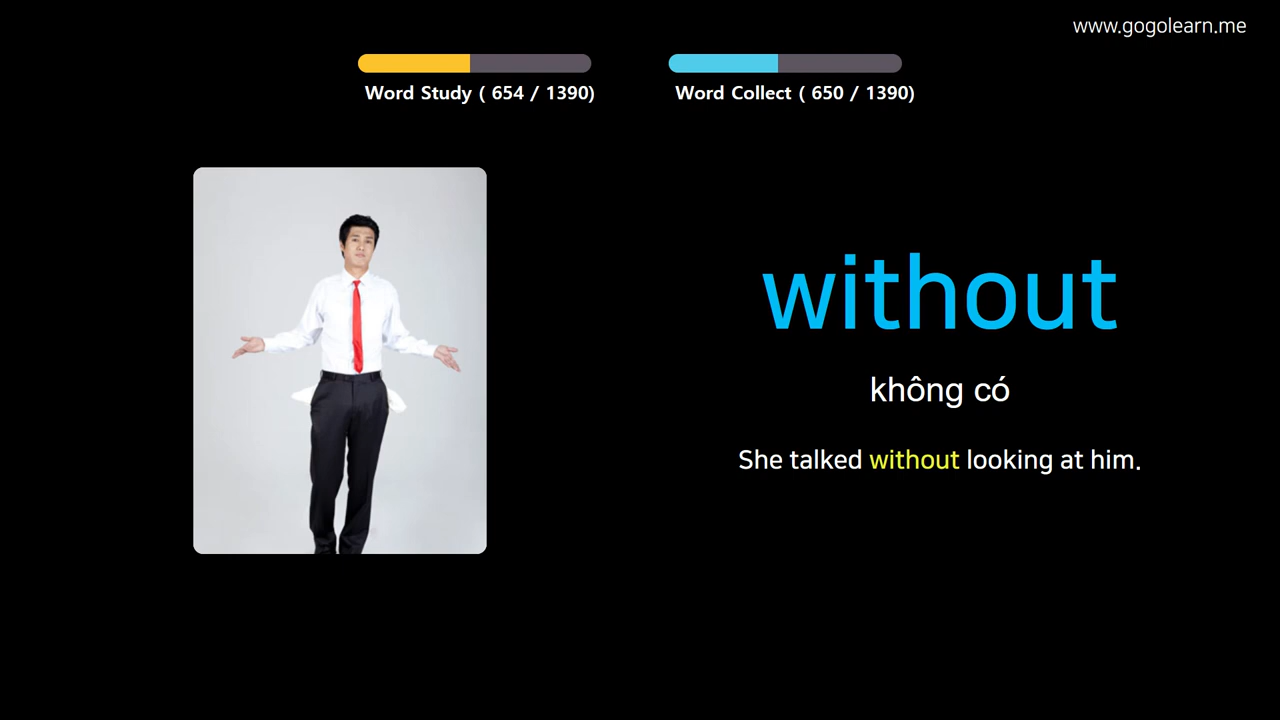 www.gogolearn.me
Word Study ( 654 / 1390)
Word Collect ( 650 / 1390)
without
không có
She talked without looking at him.